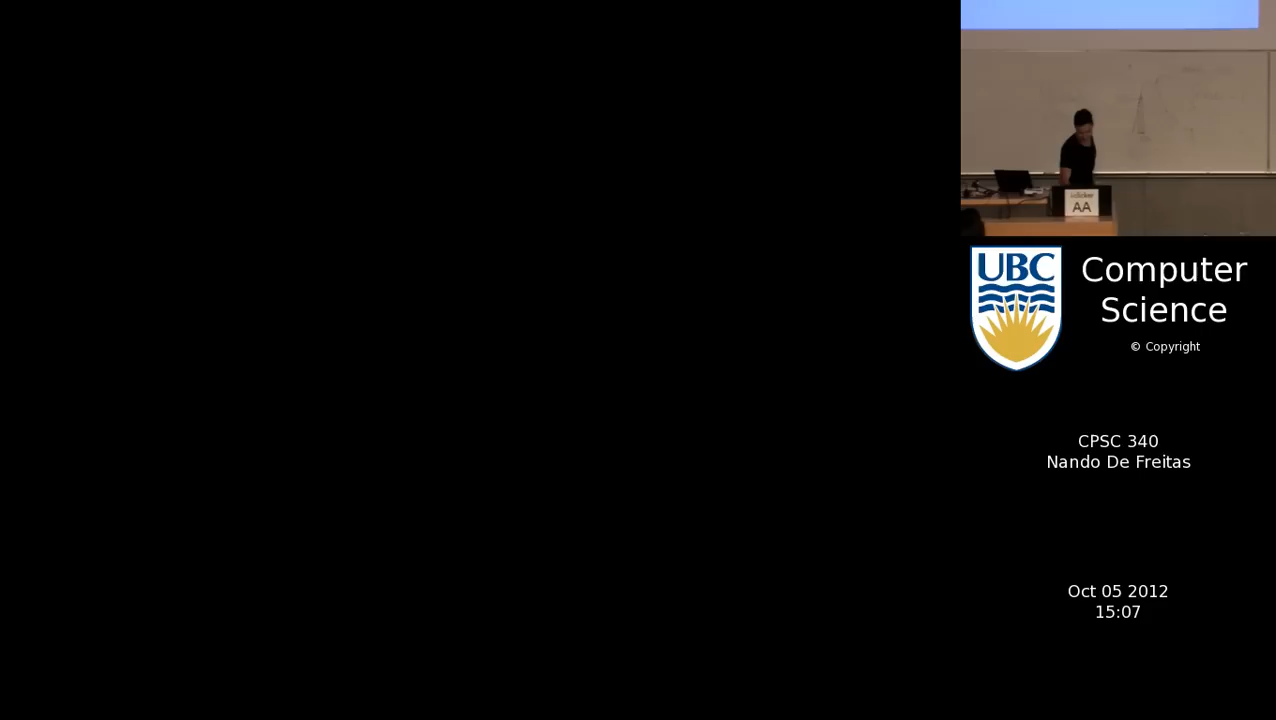 AA
UBC
Computer
Science
© Copyright
CPSC 340
Nando De Freitas
Oct 05 2012
15:07